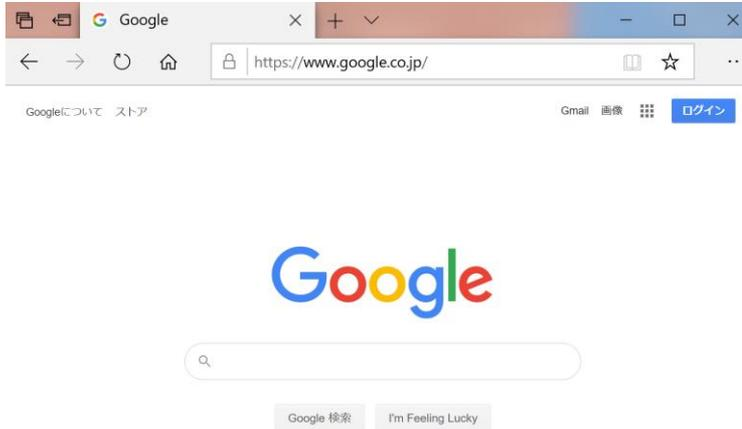 Google
https://www.google.co.jp/
Googleについて ストア Gmail 画像 ログイン
Google
Google 検索 I'm Feeling Lucky